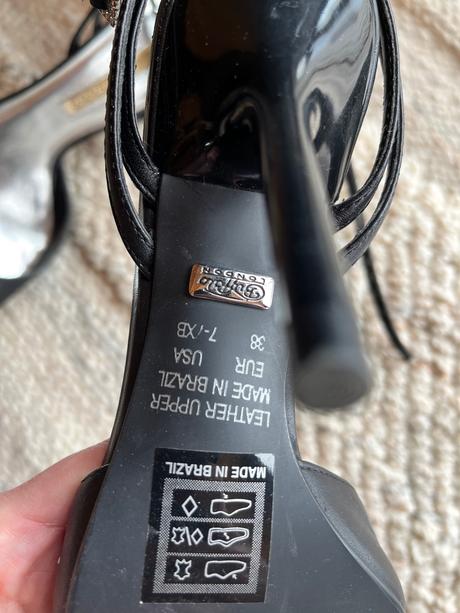 MADE IN BRAZIL
LEATHER UPPER
MADE IN BRAZIL
EUR USA
38 7-/XB
Buffalo
LONDON